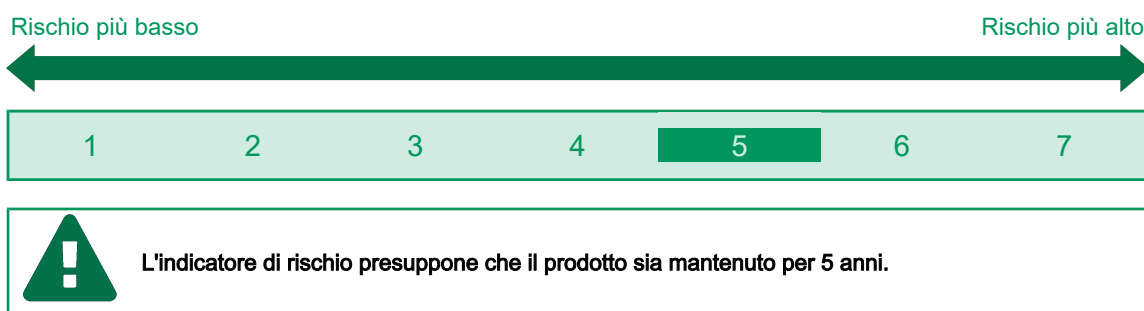 Rischio più basso Rischio più alto
1 2 3 4 5 6 7
L'indicatore di rischio presuppone che il prodotto sia mantenuto per 5 anni.